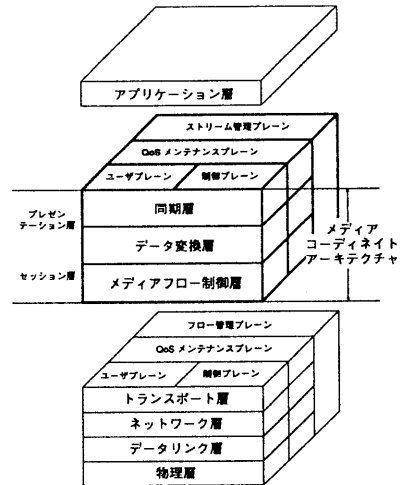 アプリケーション層
ストリーム管理プレーン
QoS メンテナンスプレーン
ユーザプレーン
制御プレーン
プレゼン
テーション層
同期層
データ変換層
セッション層
メディアフロー制御層
メディア
コーディネイト
アーキテクチャ
フロー管理プレーン
QoS メンテナンスプレーン
ユーザプレーン
制御プレーン
トランスポート層
ネットワーク層
データリンク層
物理層